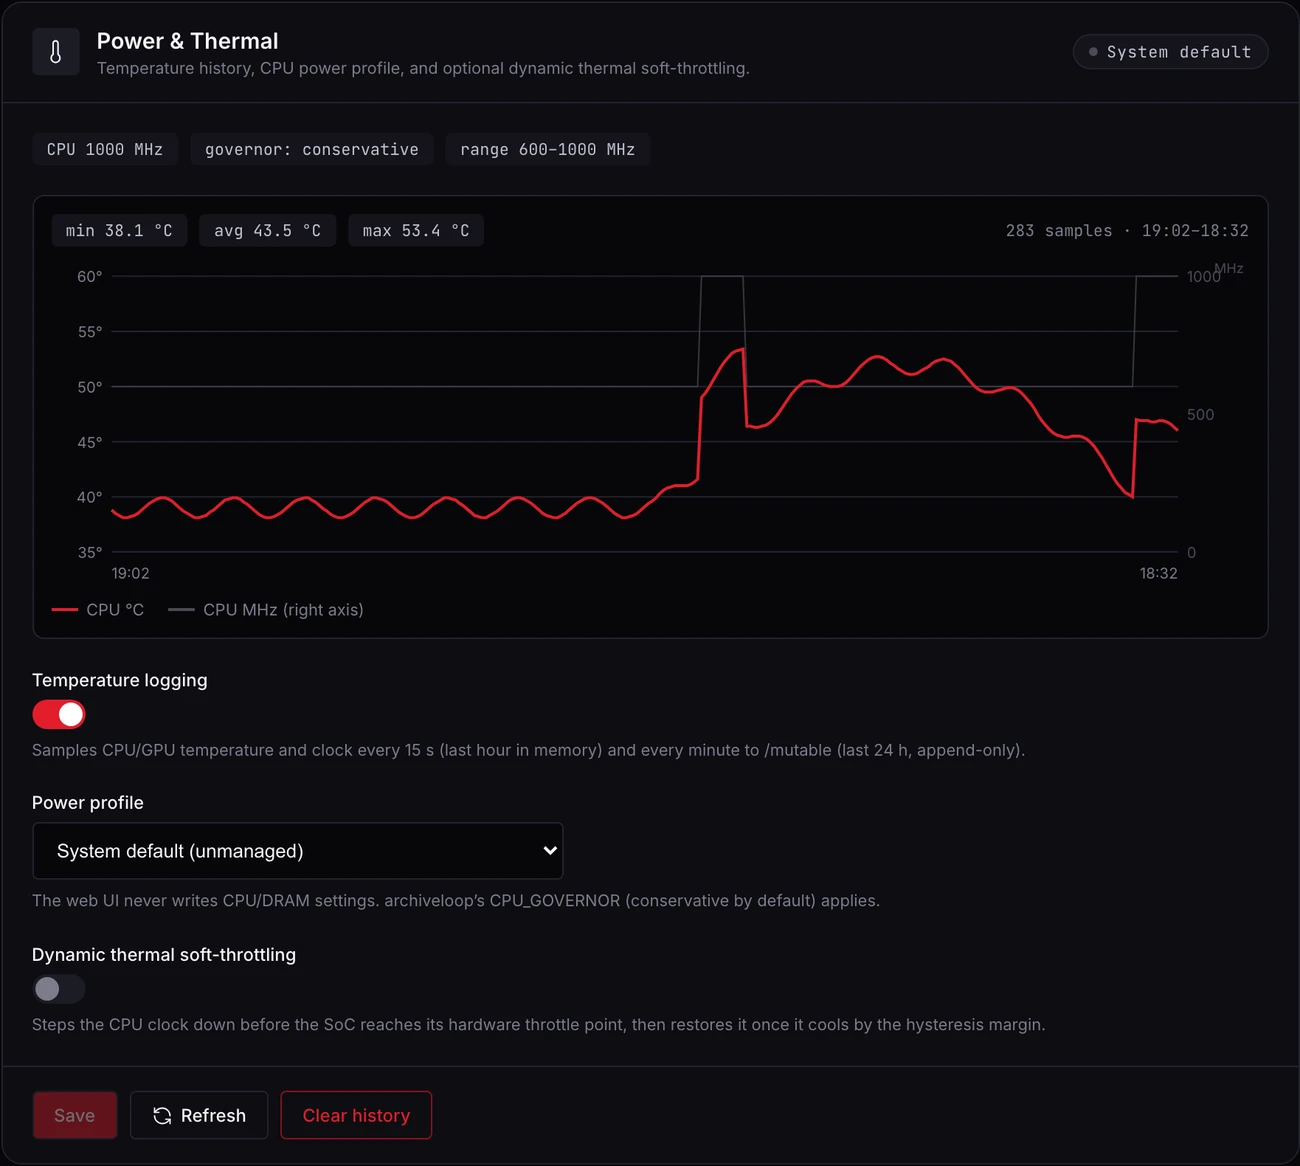 Power & Thermal
System default
Temperature history, CPU power profile, and optional dynamic thermal soft-throttling.
CPU 1000 MHz
governor: conservative
range 600–1000 MHz
min 38.1 °C
avg 43.5 °C
max 53.4 °C
283 samples · 19:02–18:32
MHz
60°
1000
55°
50°
500
45°
40°
35°
0
19:02
18:32
CPU °C
CPU MHz (right axis)
Temperature logging
Samples CPU/GPU temperature and clock every 15 s (last hour in memory) and every minute to /mutable (last 24 h, append-only).
Power profile
System default (unmanaged)
The web UI never writes CPU/DRAM settings. archiveloop’s CPU_GOVERNOR (conservative by default) applies.
Dynamic thermal soft-throttling
Steps the CPU clock down before the SoC reaches its hardware throttle point, then restores it once it cools by the hysteresis margin.
Save
Refresh
Clear history